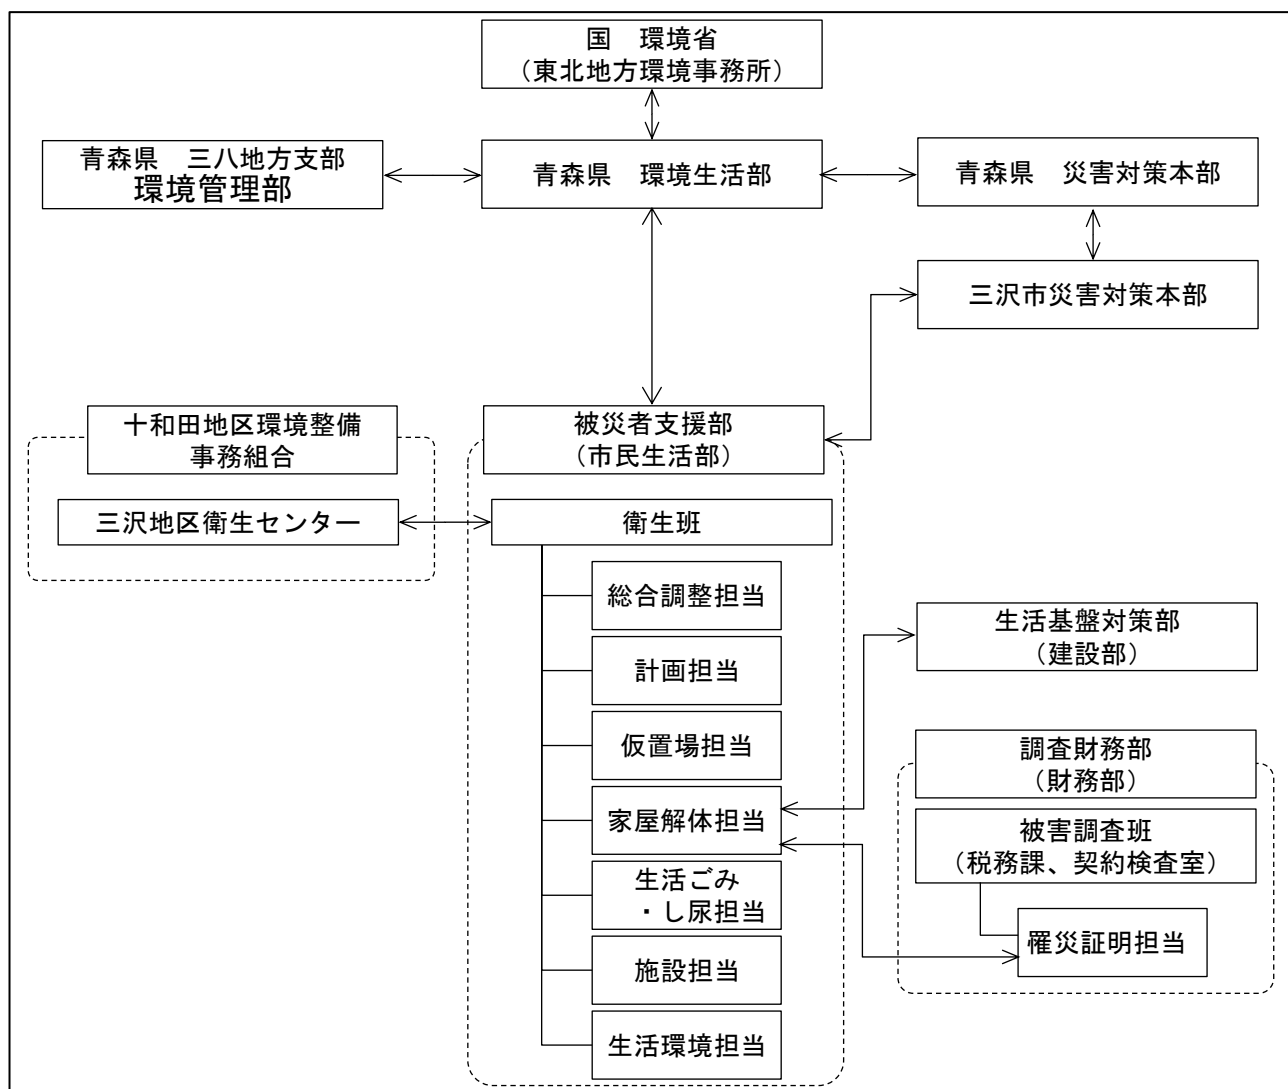 国　環境省
（東北地方環境事務所）
青森県　三八地方支部
環境管理部
青森県　環境生活部
青森県　災害対策本部
三沢市災害対策本部
十和田地区環境整備
事務組合
被災者支援部
（市民生活部）
三沢地区衛生センター
衛生班
総合調整担当
計画担当
仮置場担当
家屋解体担当
生活ごみ
・し尿担当
施設担当
生活環境担当
生活基盤対策部
（建設部）
調査財務部
（財務部）
被害調査班
（税務課、契約検査室）
罹災証明担当